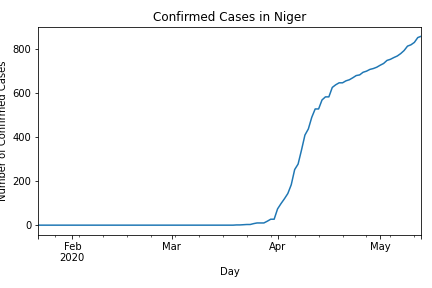 Confirmed Cases in Niger
Number of Confirmed Cases
800
600
400
200
0
Feb
2020
Mar
Apr
May
Day